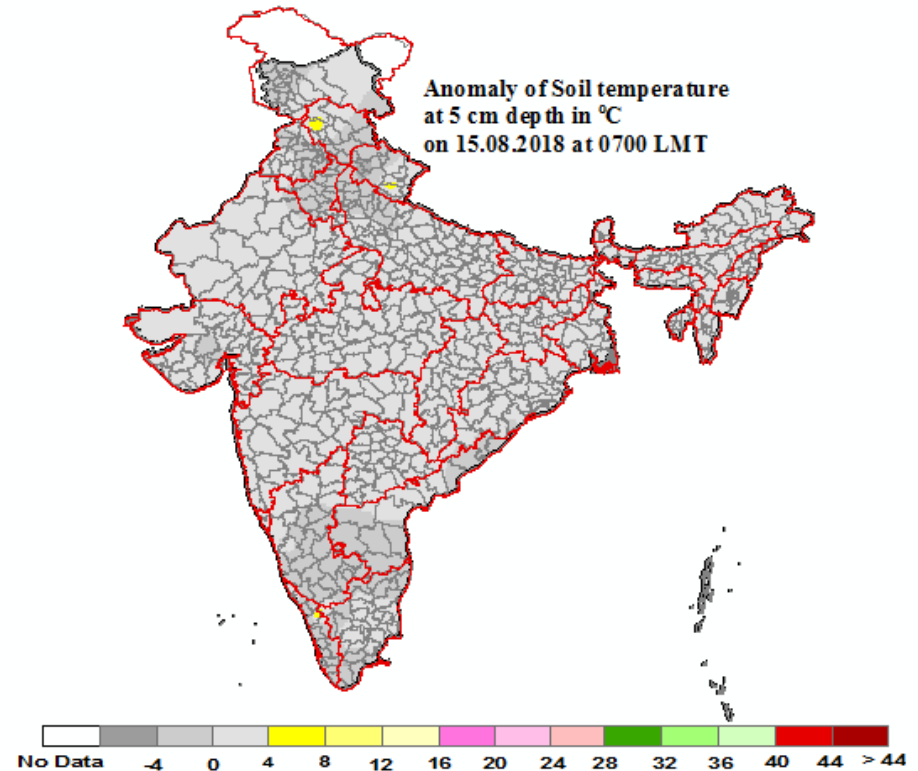 Anomaly of Soil temperature
at 5 cm depth in ⁰C
on 15.08.2018 at 0700 LMT
No Data -4 0 4 8 12 16 20 24 28 32 36 40 44 > 44